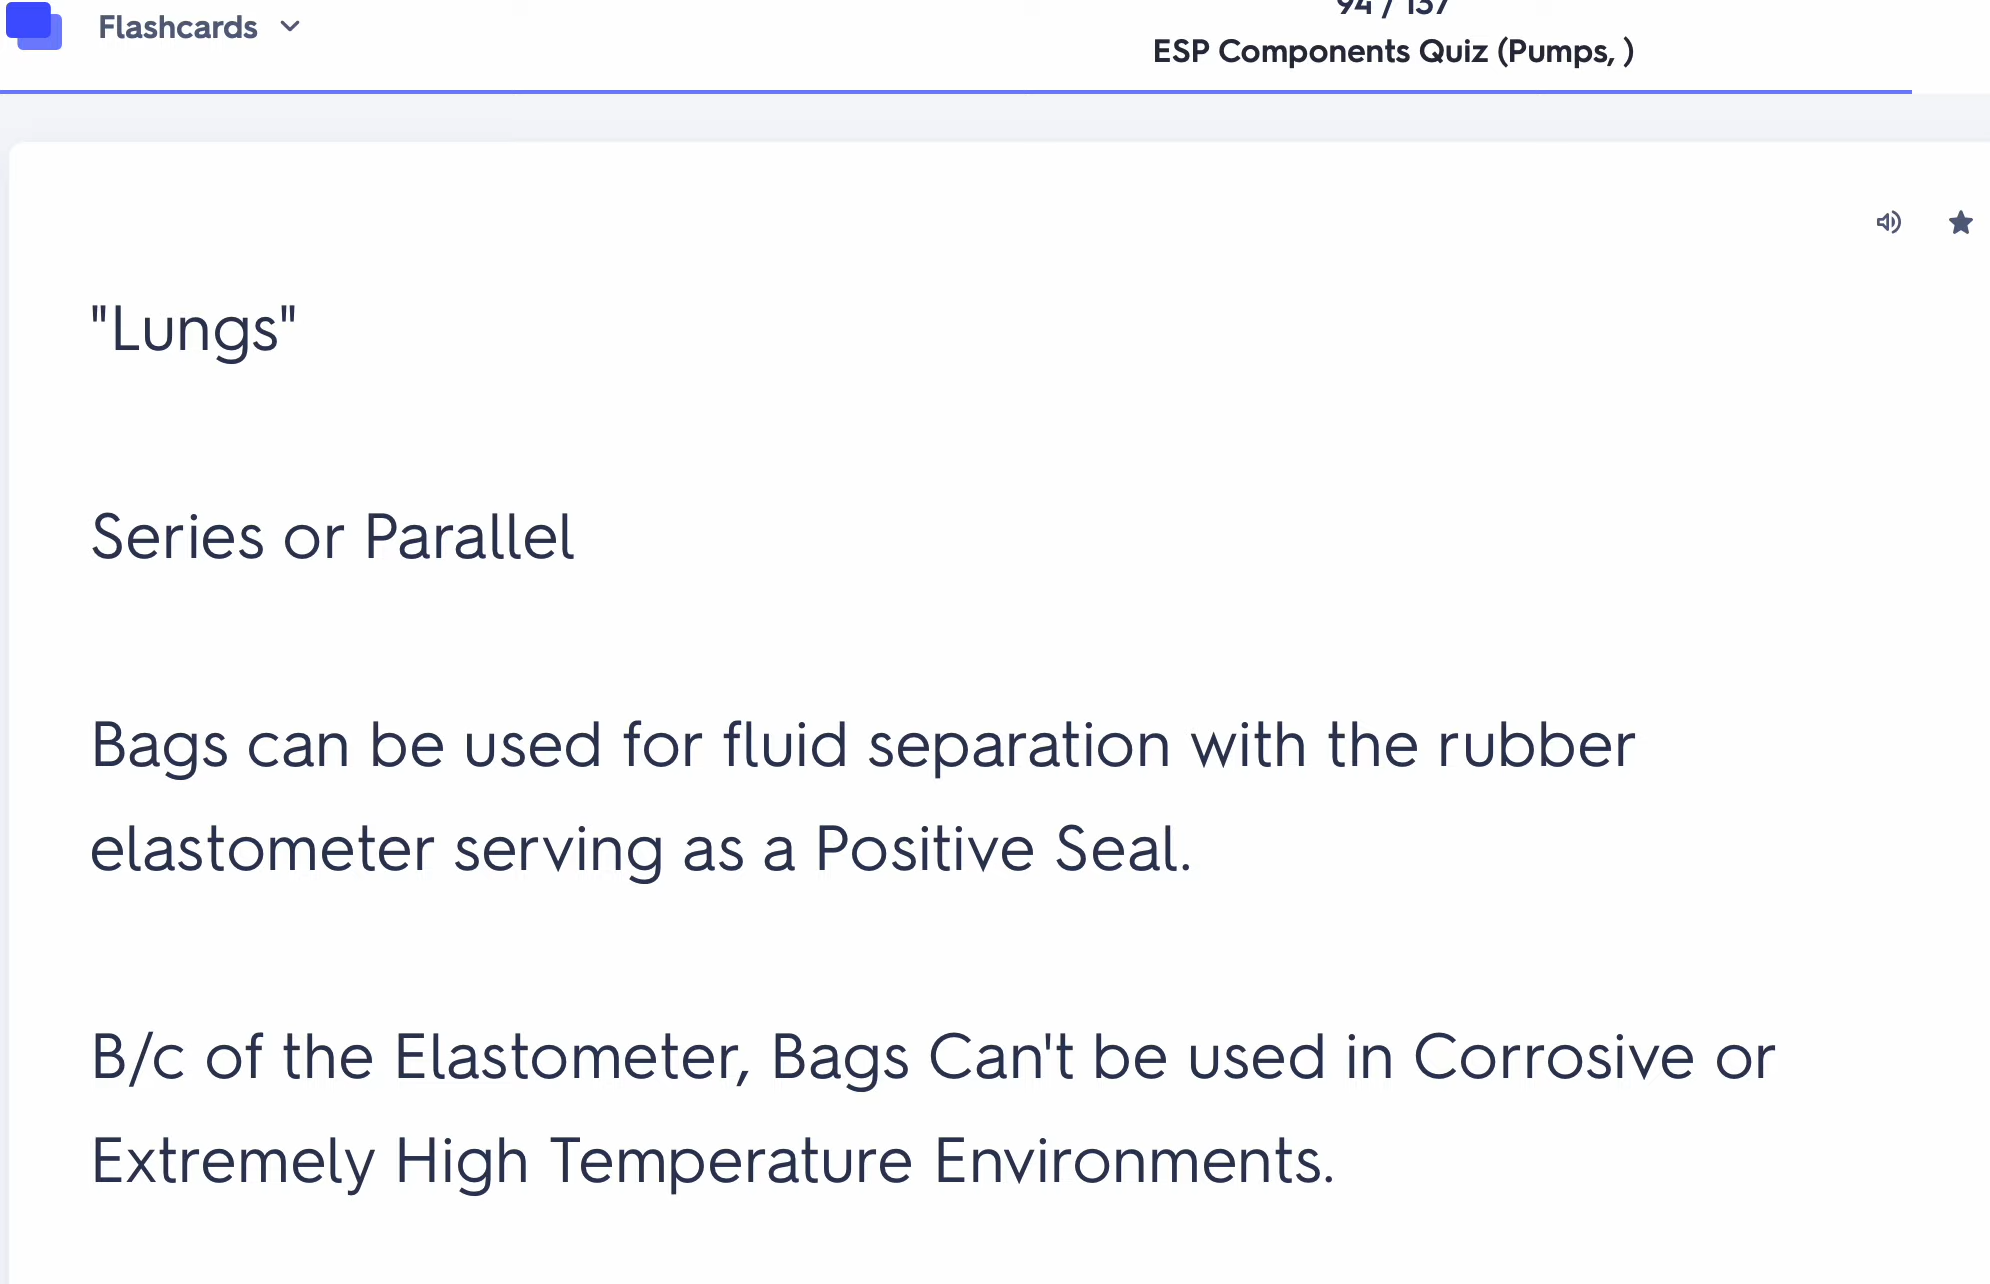 Flashcards
94 / 137
ESP Components Quiz (Pumps, )
"Lungs"
Series or Parallel
Bags can be used for fluid separation with the rubber
elastometer serving as a Positive Seal.
B/c of the Elastometer, Bags Can't be used in Corrosive or
Extremely High Temperature Environments.